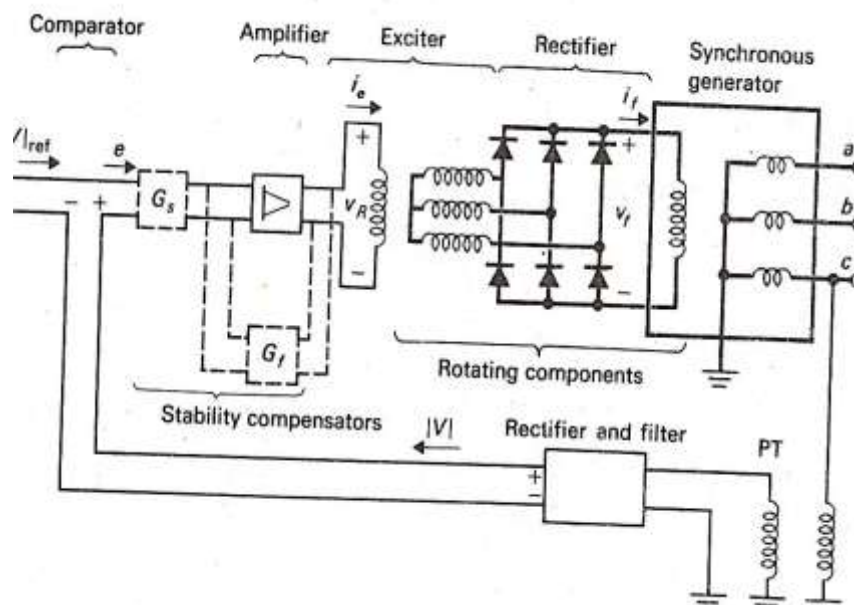 Comparator
Amplifier
Exciter
Rectifier
Synchronous
generator
V|ref
e
i_e
i_f
a
b
c
G_s
v_R
v_f
+
−
− +
+
−
G_f
Stability compensators
Rotating components
|V|
Rectifier and filter
+
−
PT